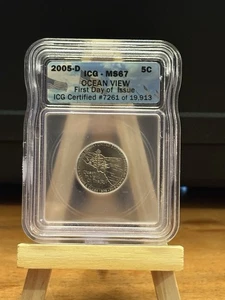 2005-D ICG - MS67 5C
OCEAN VIEW
First Day of Issue
ICG Certified #7261 of 19,913